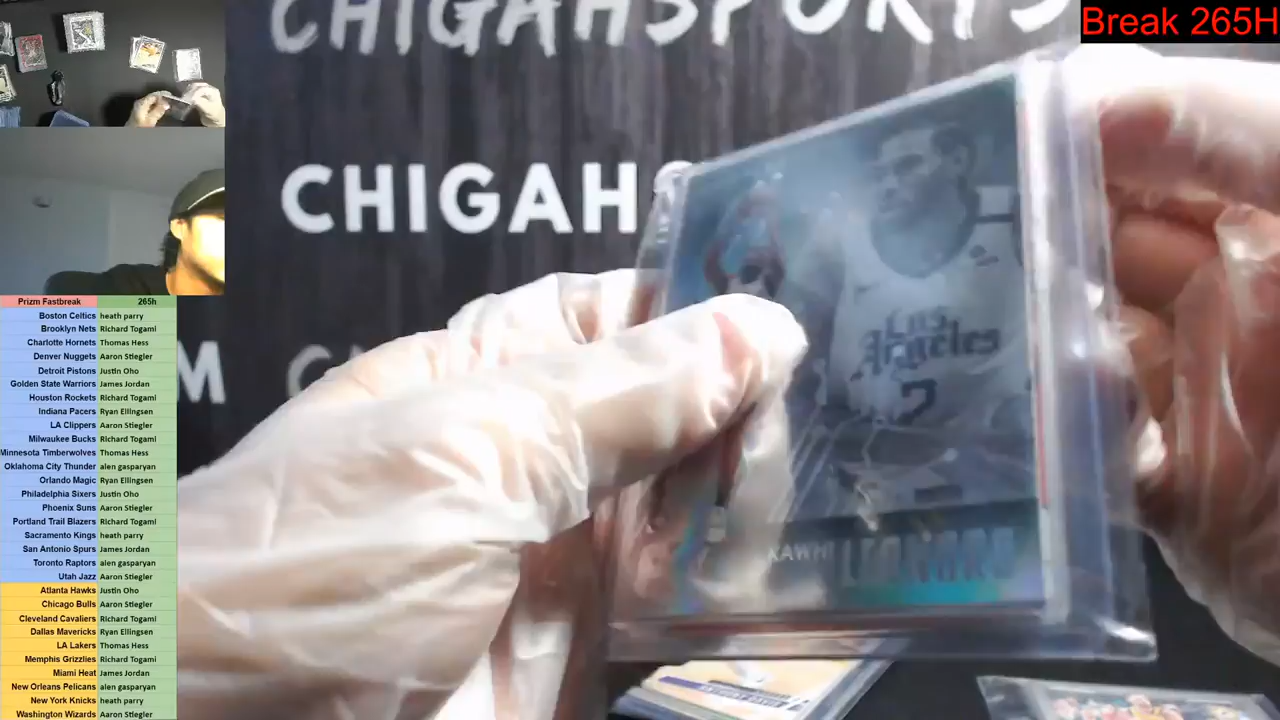 CHIGAHSPORTS
Break 265H
CHIGAH
M C
Los
Angeles
2
KAWHI LEONARD
Prizm Fastbreak 265h
Boston Celtics heath parry
Brooklyn Nets Richard Togami
Charlotte Hornets Thomas Hess
Denver Nuggets Aaron Stiegler
Detroit Pistons Justin Oho
Golden State Warriors James Jordan
Houston Rockets Richard Togami
Indiana Pacers Ryan Ellingsen
LA Clippers Aaron Stiegler
Milwaukee Bucks Richard Togami
Minnesota Timberwolves Thomas Hess
Oklahoma City Thunder alen gasparyan
Orlando Magic Ryan Ellingsen
Philadelphia Sixers Justin Oho
Phoenix Suns Aaron Stiegler
Portland Trail Blazers Richard Togami
Sacramento Kings heath parry
San Antonio Spurs James Jordan
Toronto Raptors alen gasparyan
Utah Jazz Aaron Stiegler
Atlanta Hawks Justin Oho
Chicago Bulls Aaron Stiegler
Cleveland Cavaliers Richard Togami
Dallas Mavericks Ryan Ellingsen
LA Lakers Thomas Hess
Memphis Grizzlies Richard Togami
Miami Heat James Jordan
New Orleans Pelicans alen gasparyan
New York Knicks heath parry
Washington Wizards Aaron Stiegler